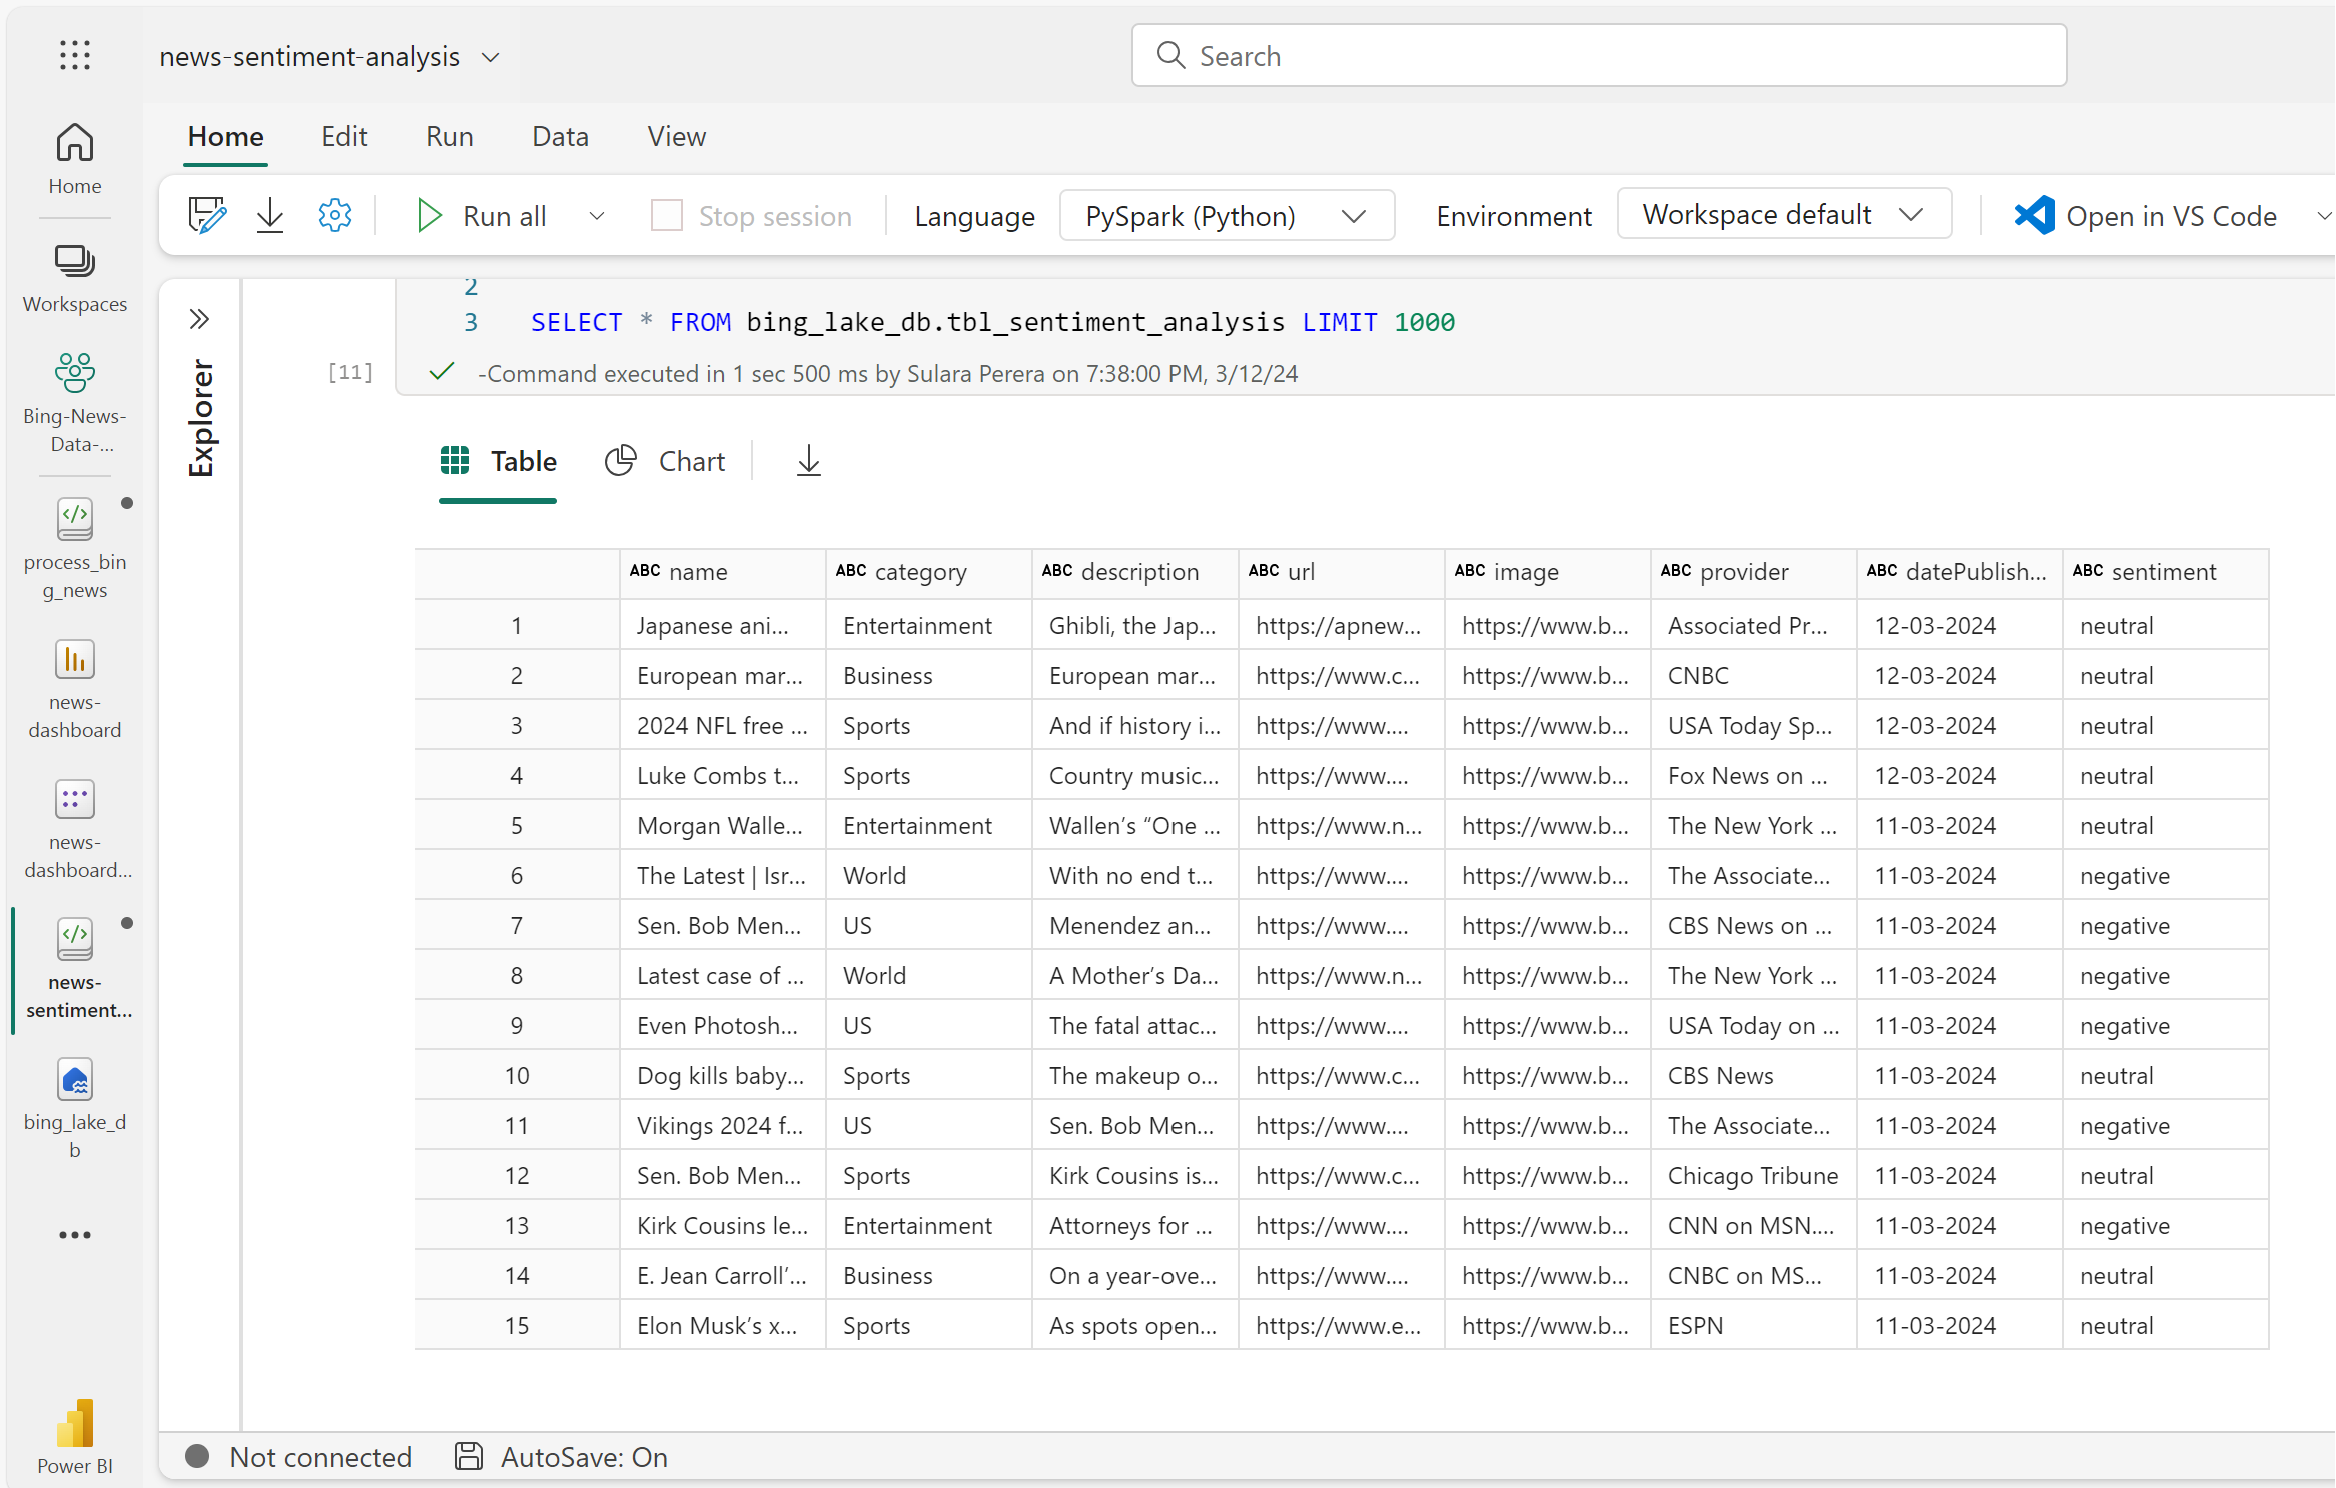 news-sentiment-analysis
Search
Home Edit Run Data View
Run all Stop session Language PySpark (Python) Environment Workspace default Open in VS Code
Home
Workspaces
Bing-News-
Data-...
process_bin
g_news
news-
dashboard
news-
dashboard...
news-
sentiment...
bing_lake_d
b
Power BI
Explorer
2
3 SELECT * FROM bing_lake_db.tbl_sentiment_analysis LIMIT 1000
[11] -Command executed in 1 sec 500 ms by Sulara Perera on 7:38:00 PM, 3/12/24
Table Chart
ABC name ABC category ABC description ABC url ABC image ABC provider ABC datePublish... ABC sentiment
1 Japanese ani... Entertainment Ghibli, the Jap... https://apnew... https://www.b... Associated Pr... 12-03-2024 neutral
2 European mar... Business European mar... https://www.c... https://www.b... CNBC 12-03-2024 neutral
3 2024 NFL free ... Sports And if history i... https://www.... https://www.b... USA Today Sp... 12-03-2024 neutral
4 Luke Combs t... Sports Country music... https://www.... https://www.b... Fox News on ... 12-03-2024 neutral
5 Morgan Walle... Entertainment Wallen’s “One ... https://www.n... https://www.b... The New York ... 11-03-2024 neutral
6 The Latest | Isr... World With no end t... https://www.... https://www.b... The Associate... 11-03-2024 negative
7 Sen. Bob Men... US Menendez an... https://www.... https://www.b... CBS News on ... 11-03-2024 negative
8 Latest case of ... World A Mother’s Da... https://www.n... https://www.b... The New York ... 11-03-2024 negative
9 Even Photosh... US The fatal attac... https://www.... https://www.b... USA Today on ... 11-03-2024 negative
10 Dog kills baby... Sports The makeup o... https://www.c... https://www.b... CBS News 11-03-2024 neutral
11 Vikings 2024 f... US Sen. Bob Men... https://www.... https://www.b... The Associate... 11-03-2024 negative
12 Sen. Bob Men... Sports Kirk Cousins is... https://www.c... https://www.b... Chicago Tribune 11-03-2024 neutral
13 Kirk Cousins le... Entertainment Attorneys for ... https://www.... https://www.b... CNN on MSN.... 11-03-2024 negative
14 E. Jean Carroll’... Business On a year-ove... https://www.... https://www.b... CNBC on MS... 11-03-2024 neutral
15 Elon Musk’s x... Sports As spots open... https://www.e... https://www.b... ESPN 11-03-2024 neutral
Not connected AutoSave: On